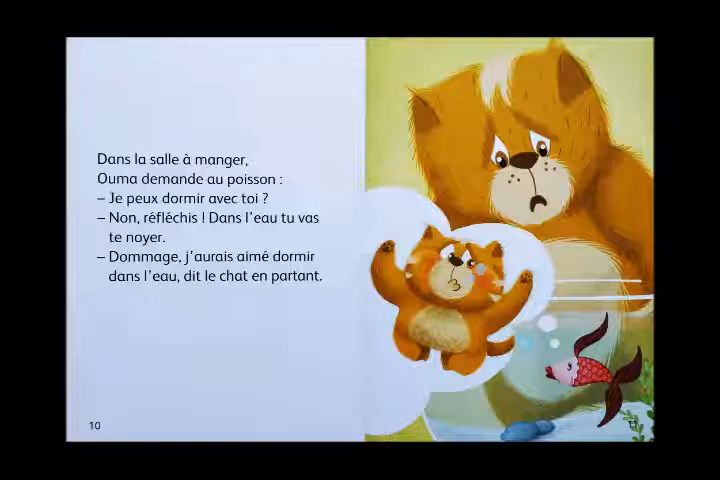 Dans la salle à manger,
Ouma demande au poisson :
– Je peux dormir avec toi ?
– Non, réfléchis ! Dans l'eau tu vas
te noyer.
– Dommage, j'aurais aimé dormir
dans l'eau, dit le chat en partant.
10